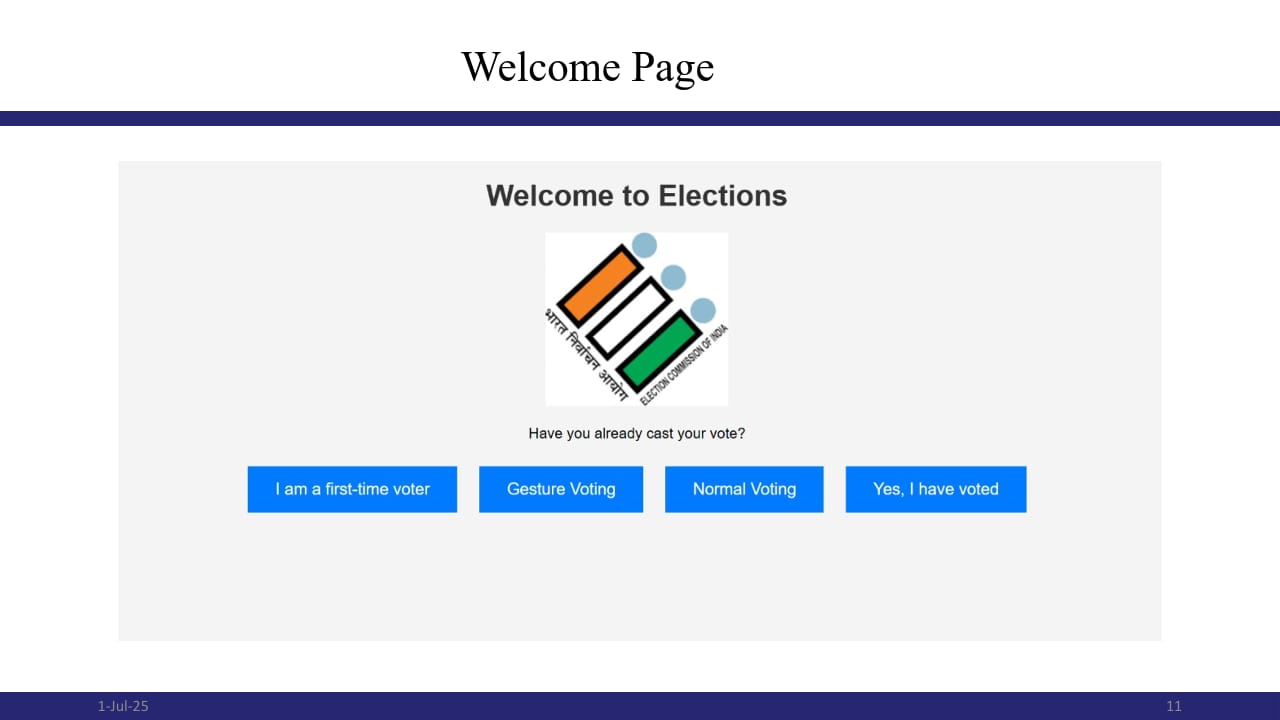 Welcome Page
Welcome to Elections
भारत निर्वाचन आयोग
ELECTION COMMISSION OF INDIA
Have you already cast your vote?
I am a first-time voter
Gesture Voting
Normal Voting
Yes, I have voted
1-Jul-25
11